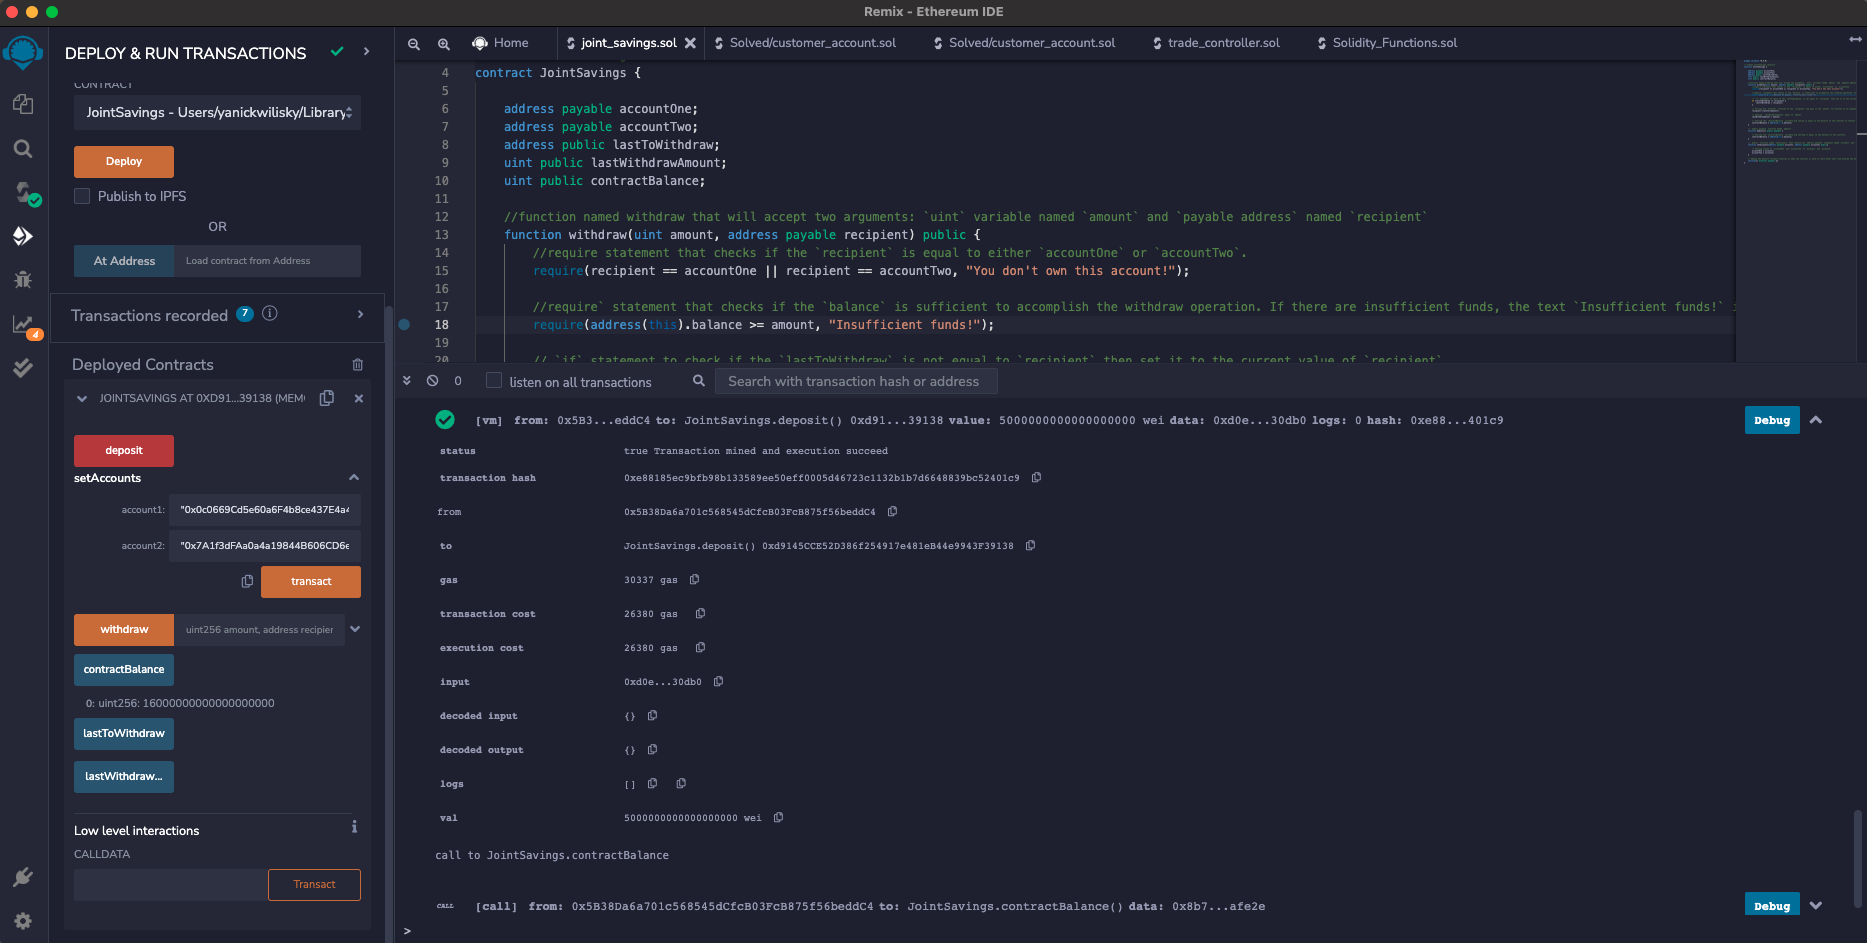 Remix - Ethereum IDE
DEPLOY & RUN TRANSACTIONS
CONTRACT
JointSavings - Users/yanickwilisky/Library
Deploy
Publish to IPFS
OR
At Address
Load contract from Address
Transactions recorded 7
4
Deployed Contracts
JOINTSAVINGS AT 0XD91...39138 (MEM
deposit
setAccounts
account1: "0x0c0669Cd5e60a6F4b8ce437E4a4
account2: "0x7A1f3dFAa0a4a19844B606CD6e
transact
withdraw uint256 amount, address recipien
contractBalance
0: uint256: 16000000000000000000
lastToWithdraw
lastWithdraw...
Low level interactions
CALLDATA
Transact
Home
joint_savings.sol
Solved/customer_account.sol
Solved/customer_account.sol
trade_controller.sol
Solidity_Functions.sol
4 contract JointSavings {
5
6 address payable accountOne;
7 address payable accountTwo;
8 address public lastToWithdraw;
9 uint public lastWithdrawAmount;
10 uint public contractBalance;
11
12 //function named withdraw that will accept two arguments: `uint` variable named `amount` and `payable address` named `recipient`
13 function withdraw(uint amount, address payable recipient) public {
14 //require statement that checks if the `recipient` is equal to either `accountOne` or `accountTwo`.
15 require(recipient == accountOne || recipient == accountTwo, "You don't own this account!");
16
17 //require` statement that checks if the `balance` is sufficient to accomplish the withdraw operation. If there are insufficient funds, the text `Insufficient funds!`
18 require(address(this).balance >= amount, "Insufficient funds!");
19
20 // `if` statement to check if the `lastToWithdraw` is not equal to `recipient` then set it to the current value of `recipient`
0 listen on all transactions
Search with transaction hash or address
[vm] from: 0x5B3...eddC4 to: JointSavings.deposit() 0xd91...39138 value: 5000000000000000000 wei data: 0xd0e...30db0 logs: 0 hash: 0xe88...401c9
Debug
status true Transaction mined and execution succeed
transaction hash 0xe88185ec9bfb98b133589ee50eff0005d46723c1132b1b7d6648839bc52401c9
from 0x5B38Da6a701c568545dCfcB03FcB875f56beddC4
to JointSavings.deposit() 0xd9145CCE52D386f254917e481eB44e9943F39138
gas 30337 gas
transaction cost 26380 gas
execution cost 26380 gas
input 0xd0e...30db0
decoded input {}
decoded output {}
logs []
val 5000000000000000000 wei
call to JointSavings.contractBalance
CALL [call] from: 0x5B38Da6a701c568545dCfcB03FcB875f56beddC4 to: JointSavings.contractBalance() data: 0x8b7...afe2e
Debug
>